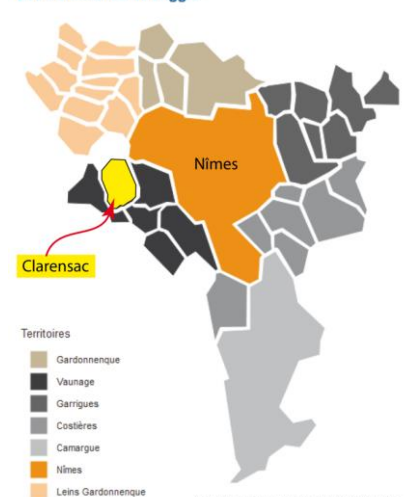 Nîmes
Clarensac
Territoires
Gardonnenque
Vaunage
Garrigues
Costières
Camargue
Nîmes
Leins Gardonnenque